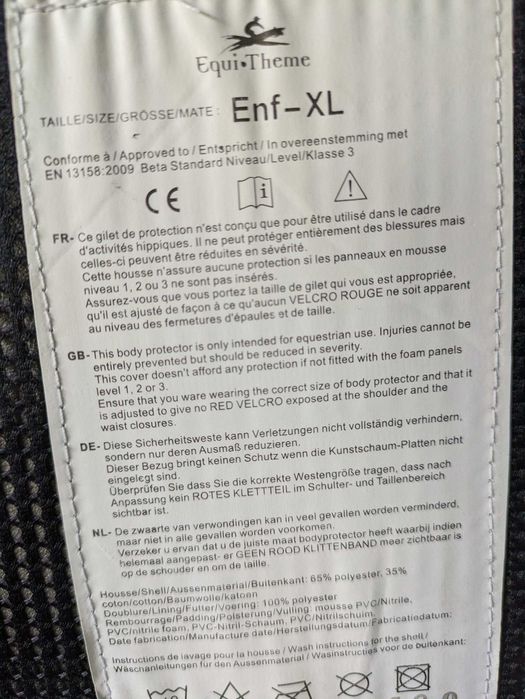 Equi•Theme
TAILLE/SIZE/GRÖSSE/MATE: Enf-XL
Conforme à / Approved to / Entspricht / In overeenstemming met
EN 13158:2009 Beta Standard Niveau/Level/Klasse 3
CE i !
FR- Ce gilet de protection n'est conçu que pour être utilisé dans le cadre
d'activités hippiques. Il ne peut protéger entièrement des blessures mais
celles-ci peuvent être réduites en sévérité.
Cette housse n'assure aucune protection si les panneaux en mousse
niveau 1, 2 ou 3 ne sont pas insérés.
Assurez-vous que vous portez la taille de gilet qui vous est appropriée,
qu'il est ajusté de façon à ce qu'aucun VELCRO ROUGE ne soit apparent
au niveau des fermetures d'épaules et de taille.
GB- This body protector is only intended for equestrian use. Injuries cannot be
entirely prevented but should be reduced in severity.
This cover doesn't afford any protection if not fitted with the foam panels
level 1, 2 or 3.
Ensure that you ware wearing the correct size of body protector and that it
is adjusted to give no RED VELCRO exposed at the shoulder and the
waist closures.
DE- Diese Sicherheitsweste kann Verletzungen nicht vollständig verhindern,
sondern nur deren Ausmaß reduzieren.
Dieser Bezug bringt keinen Schutz wenn die Kunstschaum-Platten nicht
eingelegt sind.
Überprüfen Sie dass Sie die korrekte Westengröße tragen, dass nach
Anpassung kein ROTES KLETTTEIL im Schulter- und Taillenbereich
sichtbar ist.
NL- De zwaarte van verwondingen kan in veel gevallen worden verminderd,
maar niet in alle gevallen worden voorkomen.
Verzeker u ervan dat u de juiste maat bodyprotector heeft waarbij indien
helemaal aangepast- er GEEN ROOD KLITTENBAND meer zichtbaar is
op de schouder en om de taille.
Housse/Shell/Aussenmaterial/Buitenkant: 65% polyester, 35%
coton/cotton/Baumwolle/katoen
Doublure/Lining/Futter/Voering: 100% polyester
Rembourrage/Padding/Polsterung/Vulling: mousse PVC/Nitrile,
PVC/nitrile foam, PVC-Nitril-Schaum, PVC/Nitrilschuim.
Date fabrication/Manufacture date/Herstellungsdatum/Fabricatiedatum:
Instructions de lavage pour la housse / Wash instructions for the shell /
Wäschanleitungen für den Aussenmaterial / Wasinstructies voor de buitenkant: